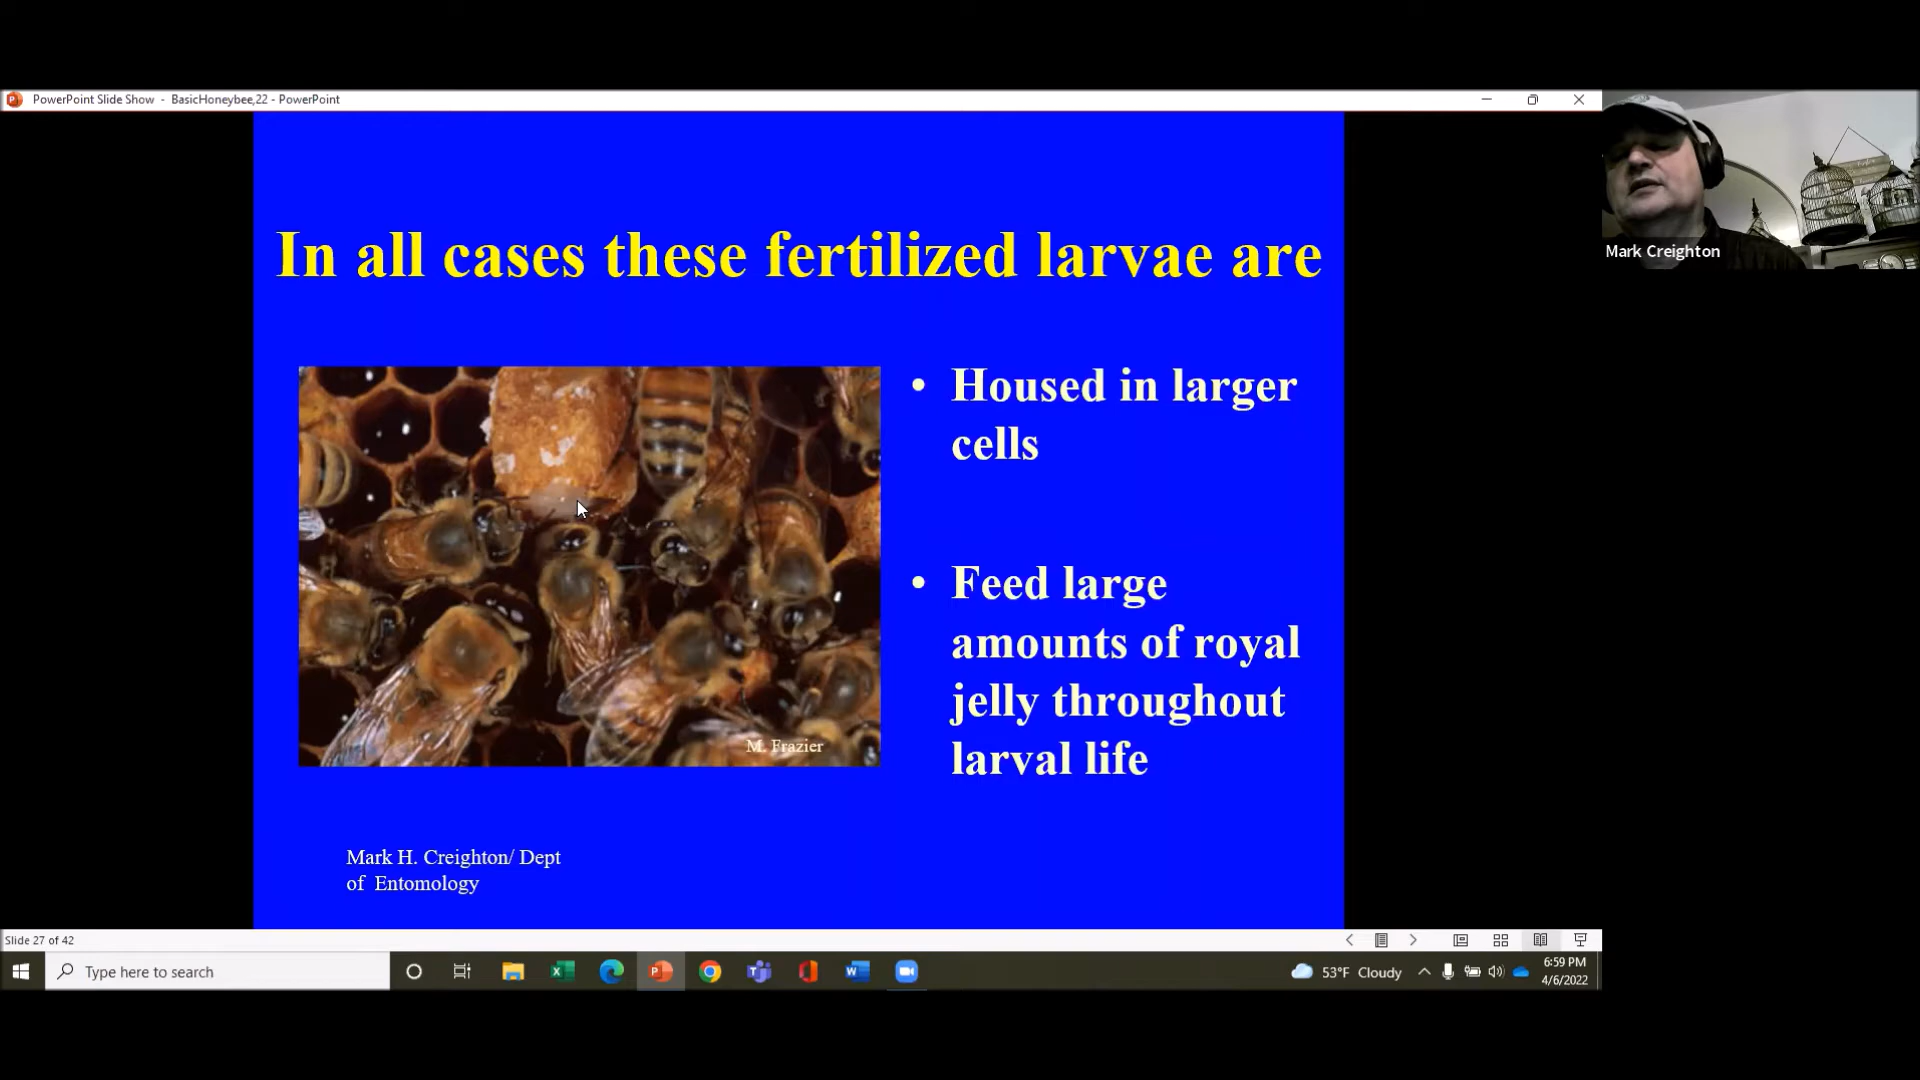 PowerPoint Slide Show - BasicHoneybee,22 - PowerPoint
In all cases these fertilized larvae are
• Housed in larger
cells
• Feed large
amounts of royal
jelly throughout
larval life
M. Frazier
Mark H. Creighton/ Dept
of Entomology
Mark Creighton
Slide 27 of 42
Type here to search
53°F Cloudy
6:59 PM
4/6/2022